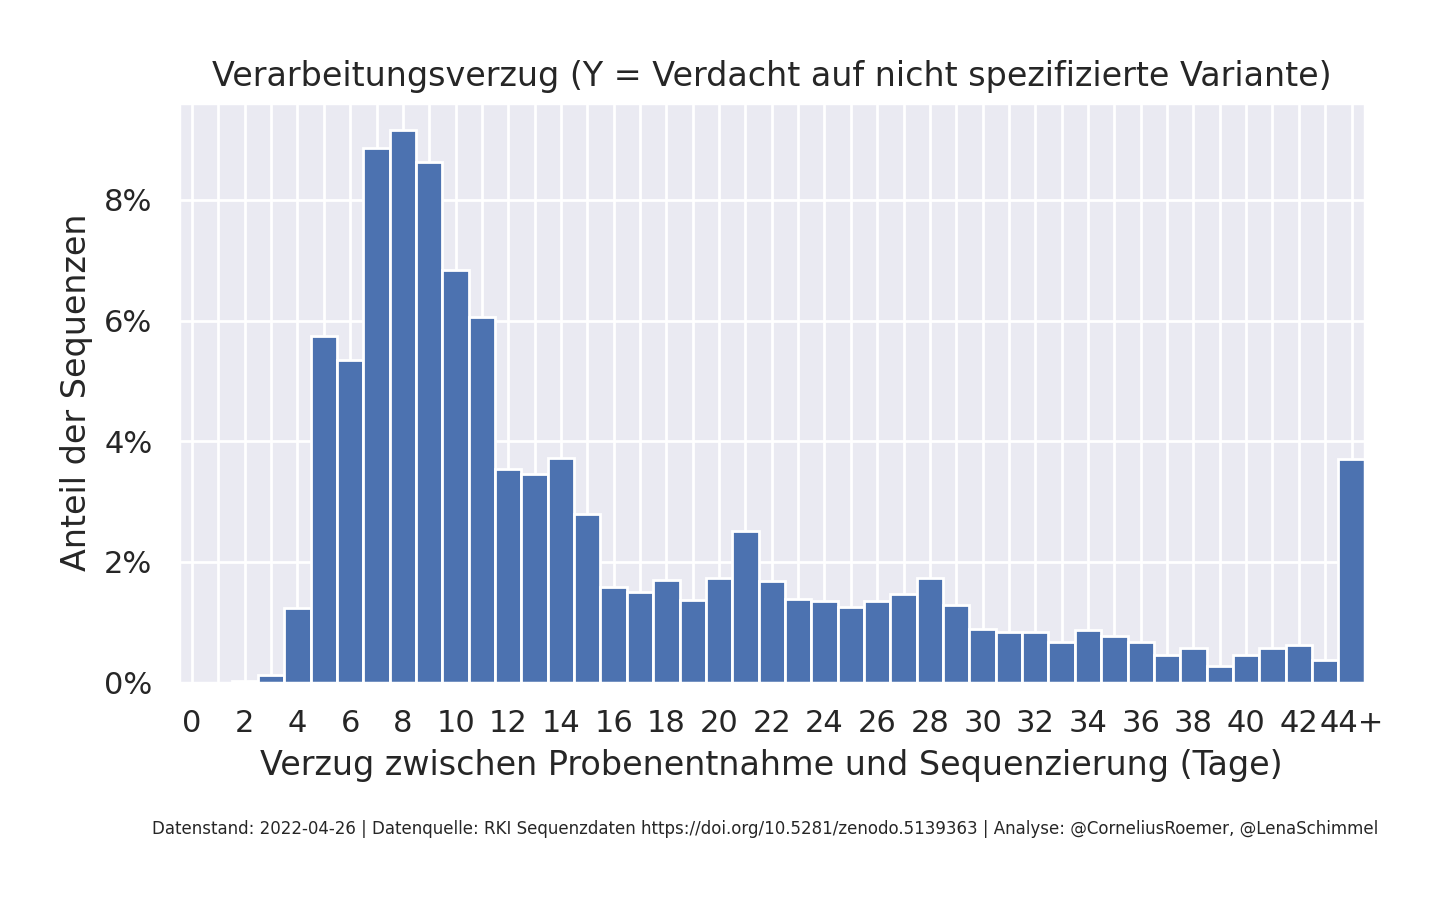 Verarbeitungsverzug (Y = Verdacht auf nicht spezifizierte Variante)
Anteil der Sequenzen
8%
6%
4%
2%
0%
0 2 4 6 8 10 12 14 16 18 20 22 24 26 28 30 32 34 36 38 40 42 44+
Verzug zwischen Probenentnahme und Sequenzierung (Tage)
Datenstand: 2022-04-26 | Datenquelle: RKI Sequenzdaten https://doi.org/10.5281/zenodo.5139363 | Analyse: @CorneliusRoemer, @LenaSchimmel